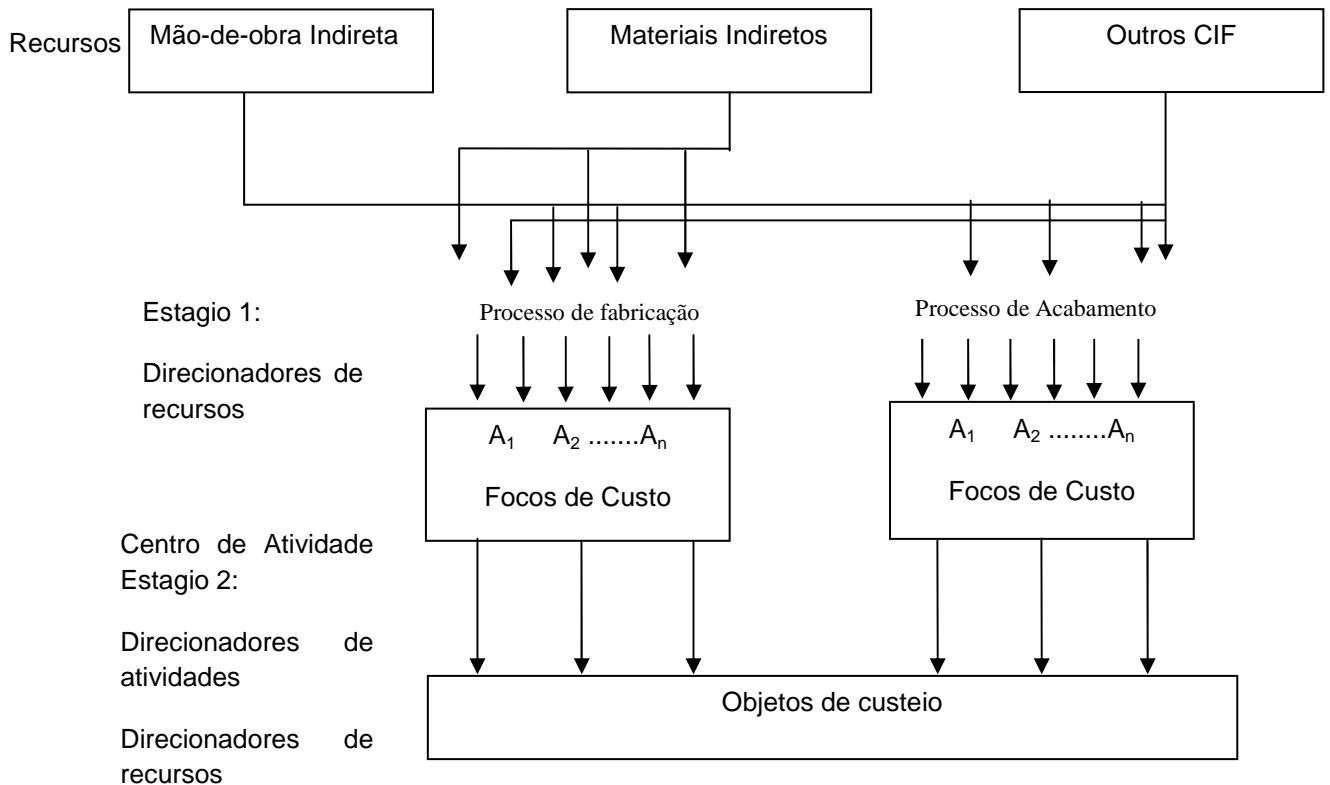 Recursos
Mão-de-obra Indireta
Materiais Indiretos
Outros CIF
Estagio 1:
Direcionadores de
recursos
Processo de fabricação
Processo de Acabamento
A₁ A₂ .......Aₙ
Focos de Custo
A₁ A₂ ........Aₙ
Focos de Custo
Centro de Atividade
Estagio 2:
Direcionadores de
atividades
Direcionadores de
recursos
Objetos de custeio